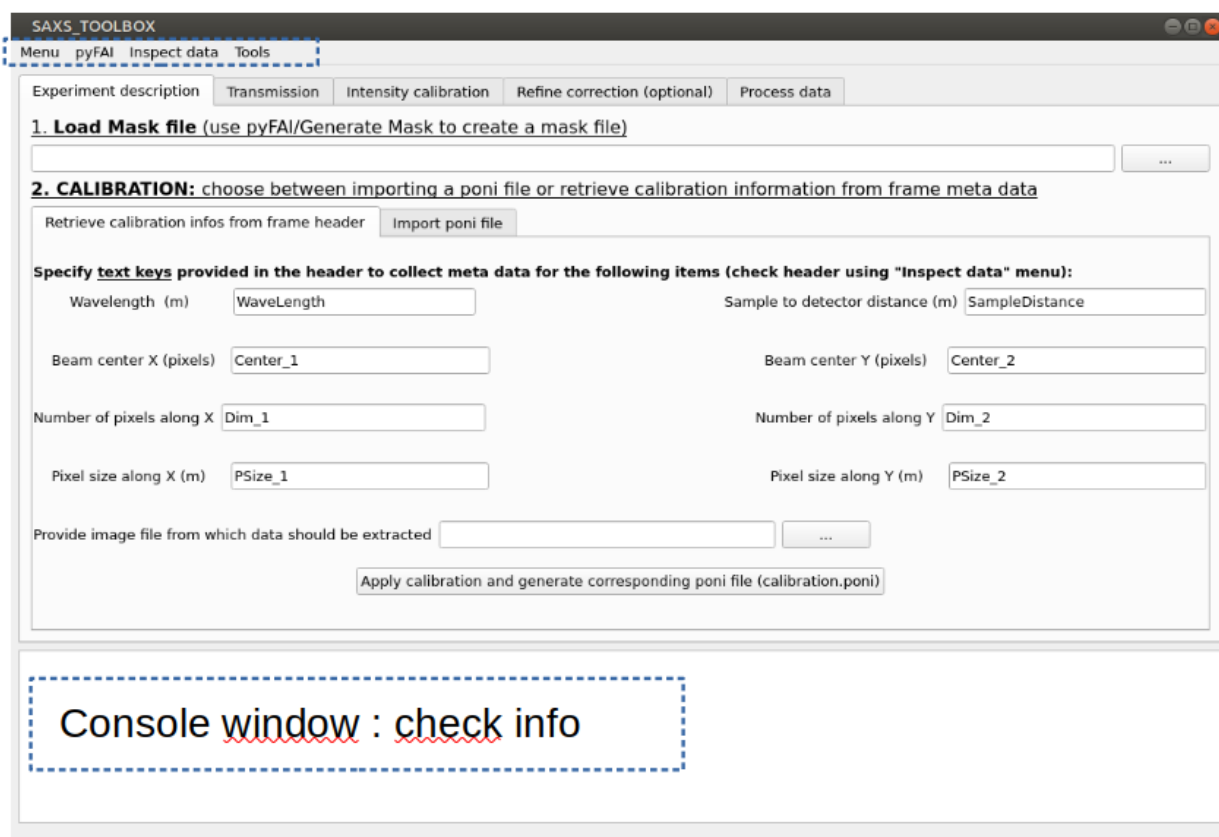 SAXS_TOOLBOX
Menu pyFAI Inspect data Tools
Experiment description Transmission Intensity calibration Refine correction (optional) Process data
1. Load Mask file (use pyFAI/Generate Mask to create a mask file)
...
2. CALIBRATION: choose between importing a poni file or retrieve calibration information from frame meta data
Retrieve calibration infos from frame header Import poni file
Specify text keys provided in the header to collect meta data for the following items (check header using "Inspect data" menu):
Wavelength (m) WaveLength Sample to detector distance (m) SampleDistance
Beam center X (pixels) Center_1 Beam center Y (pixels) Center_2
Number of pixels along X Dim_1 Number of pixels along Y Dim_2
Pixel size along X (m) PSize_1 Pixel size along Y (m) PSize_2
Provide image file from which data should be extracted ...
Apply calibration and generate corresponding poni file (calibration.poni)
Console window : check info